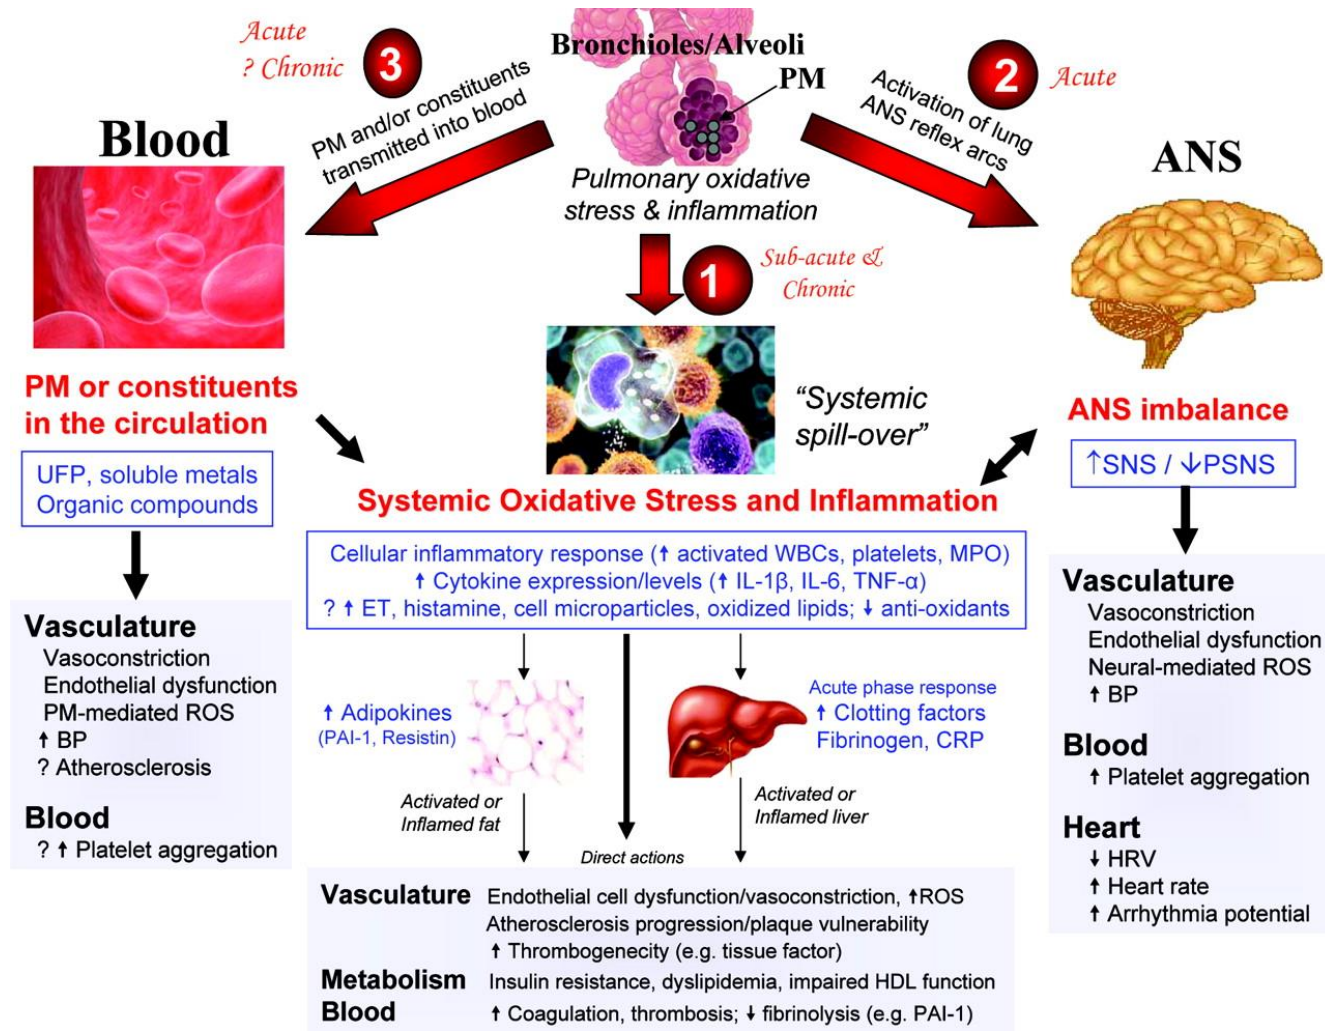 Acute
? Chronic
3
PM and/or constituents
transmitted into blood
Bronchioles/Alveoli
PM
2
Acute
Activation of lung
ANS reflex arcs
Blood
ANS
Pulmonary oxidative
stress & inflammation
1
Sub-acute &
Chronic
PM or constituents
in the circulation
UFP, soluble metals
Organic compounds
"Systemic
spill-over"
ANS imbalance
↑SNS / ↓PSNS
Systemic Oxidative Stress and Inflammation
Cellular inflammatory response (↑ activated WBCs, platelets, MPO)
↑ Cytokine expression/levels (↑ IL-1β, IL-6, TNF-α)
? ↑ ET, histamine, cell microparticles, oxidized lipids; ↓ anti-oxidants
Vasculature
Vasoconstriction
Endothelial dysfunction
PM-mediated ROS
↑ BP
? Atherosclerosis
Blood
? ↑ Platelet aggregation
↑ Adipokines
(PAI-1, Resistin)
Activated or
Inflamed fat
Acute phase response
↑ Clotting factors
Fibrinogen, CRP
Activated or
Inflamed liver
Direct actions
Vasculature Endothelial cell dysfunction/vasoconstriction, ↑ROS
Atherosclerosis progression/plaque vulnerability
↑ Thrombogenecity (e.g. tissue factor)
Metabolism Insulin resistance, dyslipidemia, impaired HDL function
Blood ↑ Coagulation, thrombosis; ↓ fibrinolysis (e.g. PAI-1)
Vasculature
Vasoconstriction
Endothelial dysfunction
Neural-mediated ROS
↑ BP
Blood
↑ Platelet aggregation
Heart
↓ HRV
↑ Heart rate
↑ Arrhythmia potential